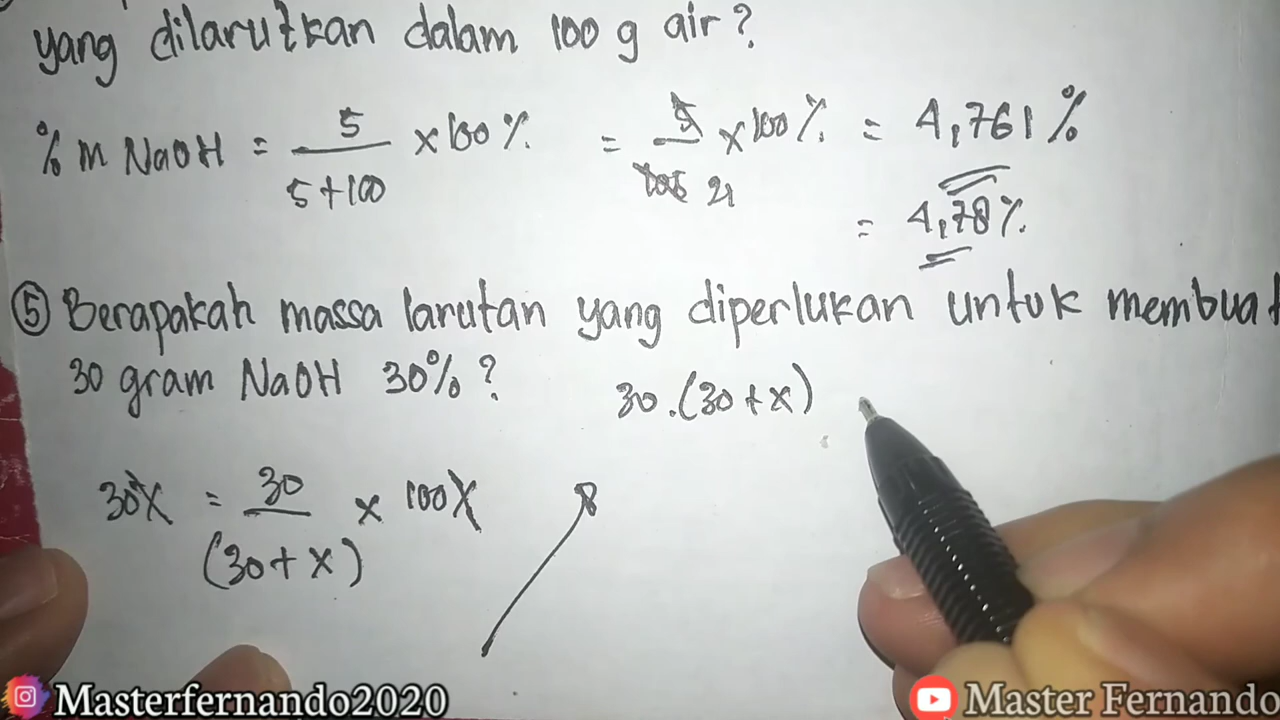 yang dilarutkan dalam 100 g air?
%m NaOH = 5 / 5+100 x 100% = 5 / 105 21 x 100% = 4,761%
= 4,78%
⑤ Berapakah massa larutan yang diperlukan untuk membuat
30 gram NaOH 30%?
30.(30+x)
30% = 30 / (30+x) x 100%
Masterfernando2020
Master Fernando